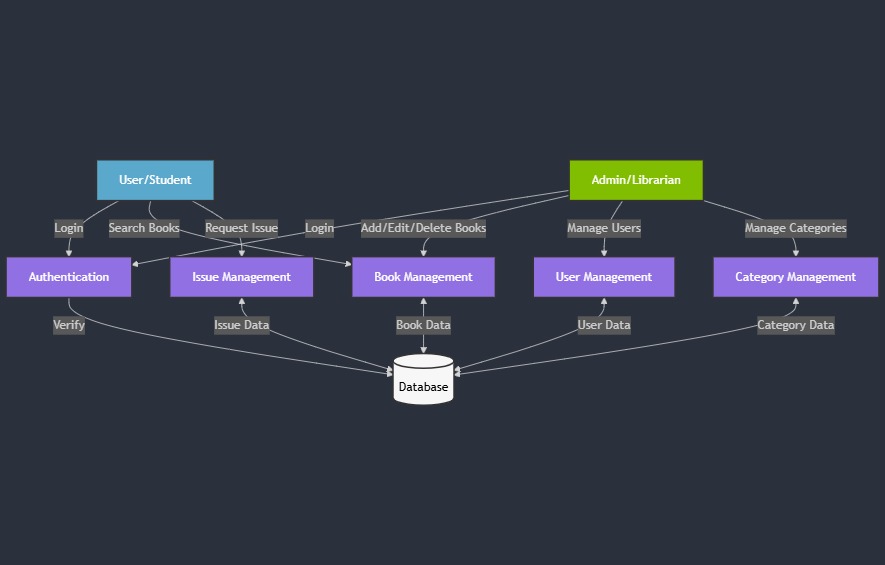 User/Student
Admin/Librarian
Login
Search Books
Request Issue
Login
Add/Edit/Delete Books
Manage Users
Manage Categories
Authentication
Issue Management
Book Management
User Management
Category Management
Verify
Issue Data
Book Data
User Data
Category Data
Database